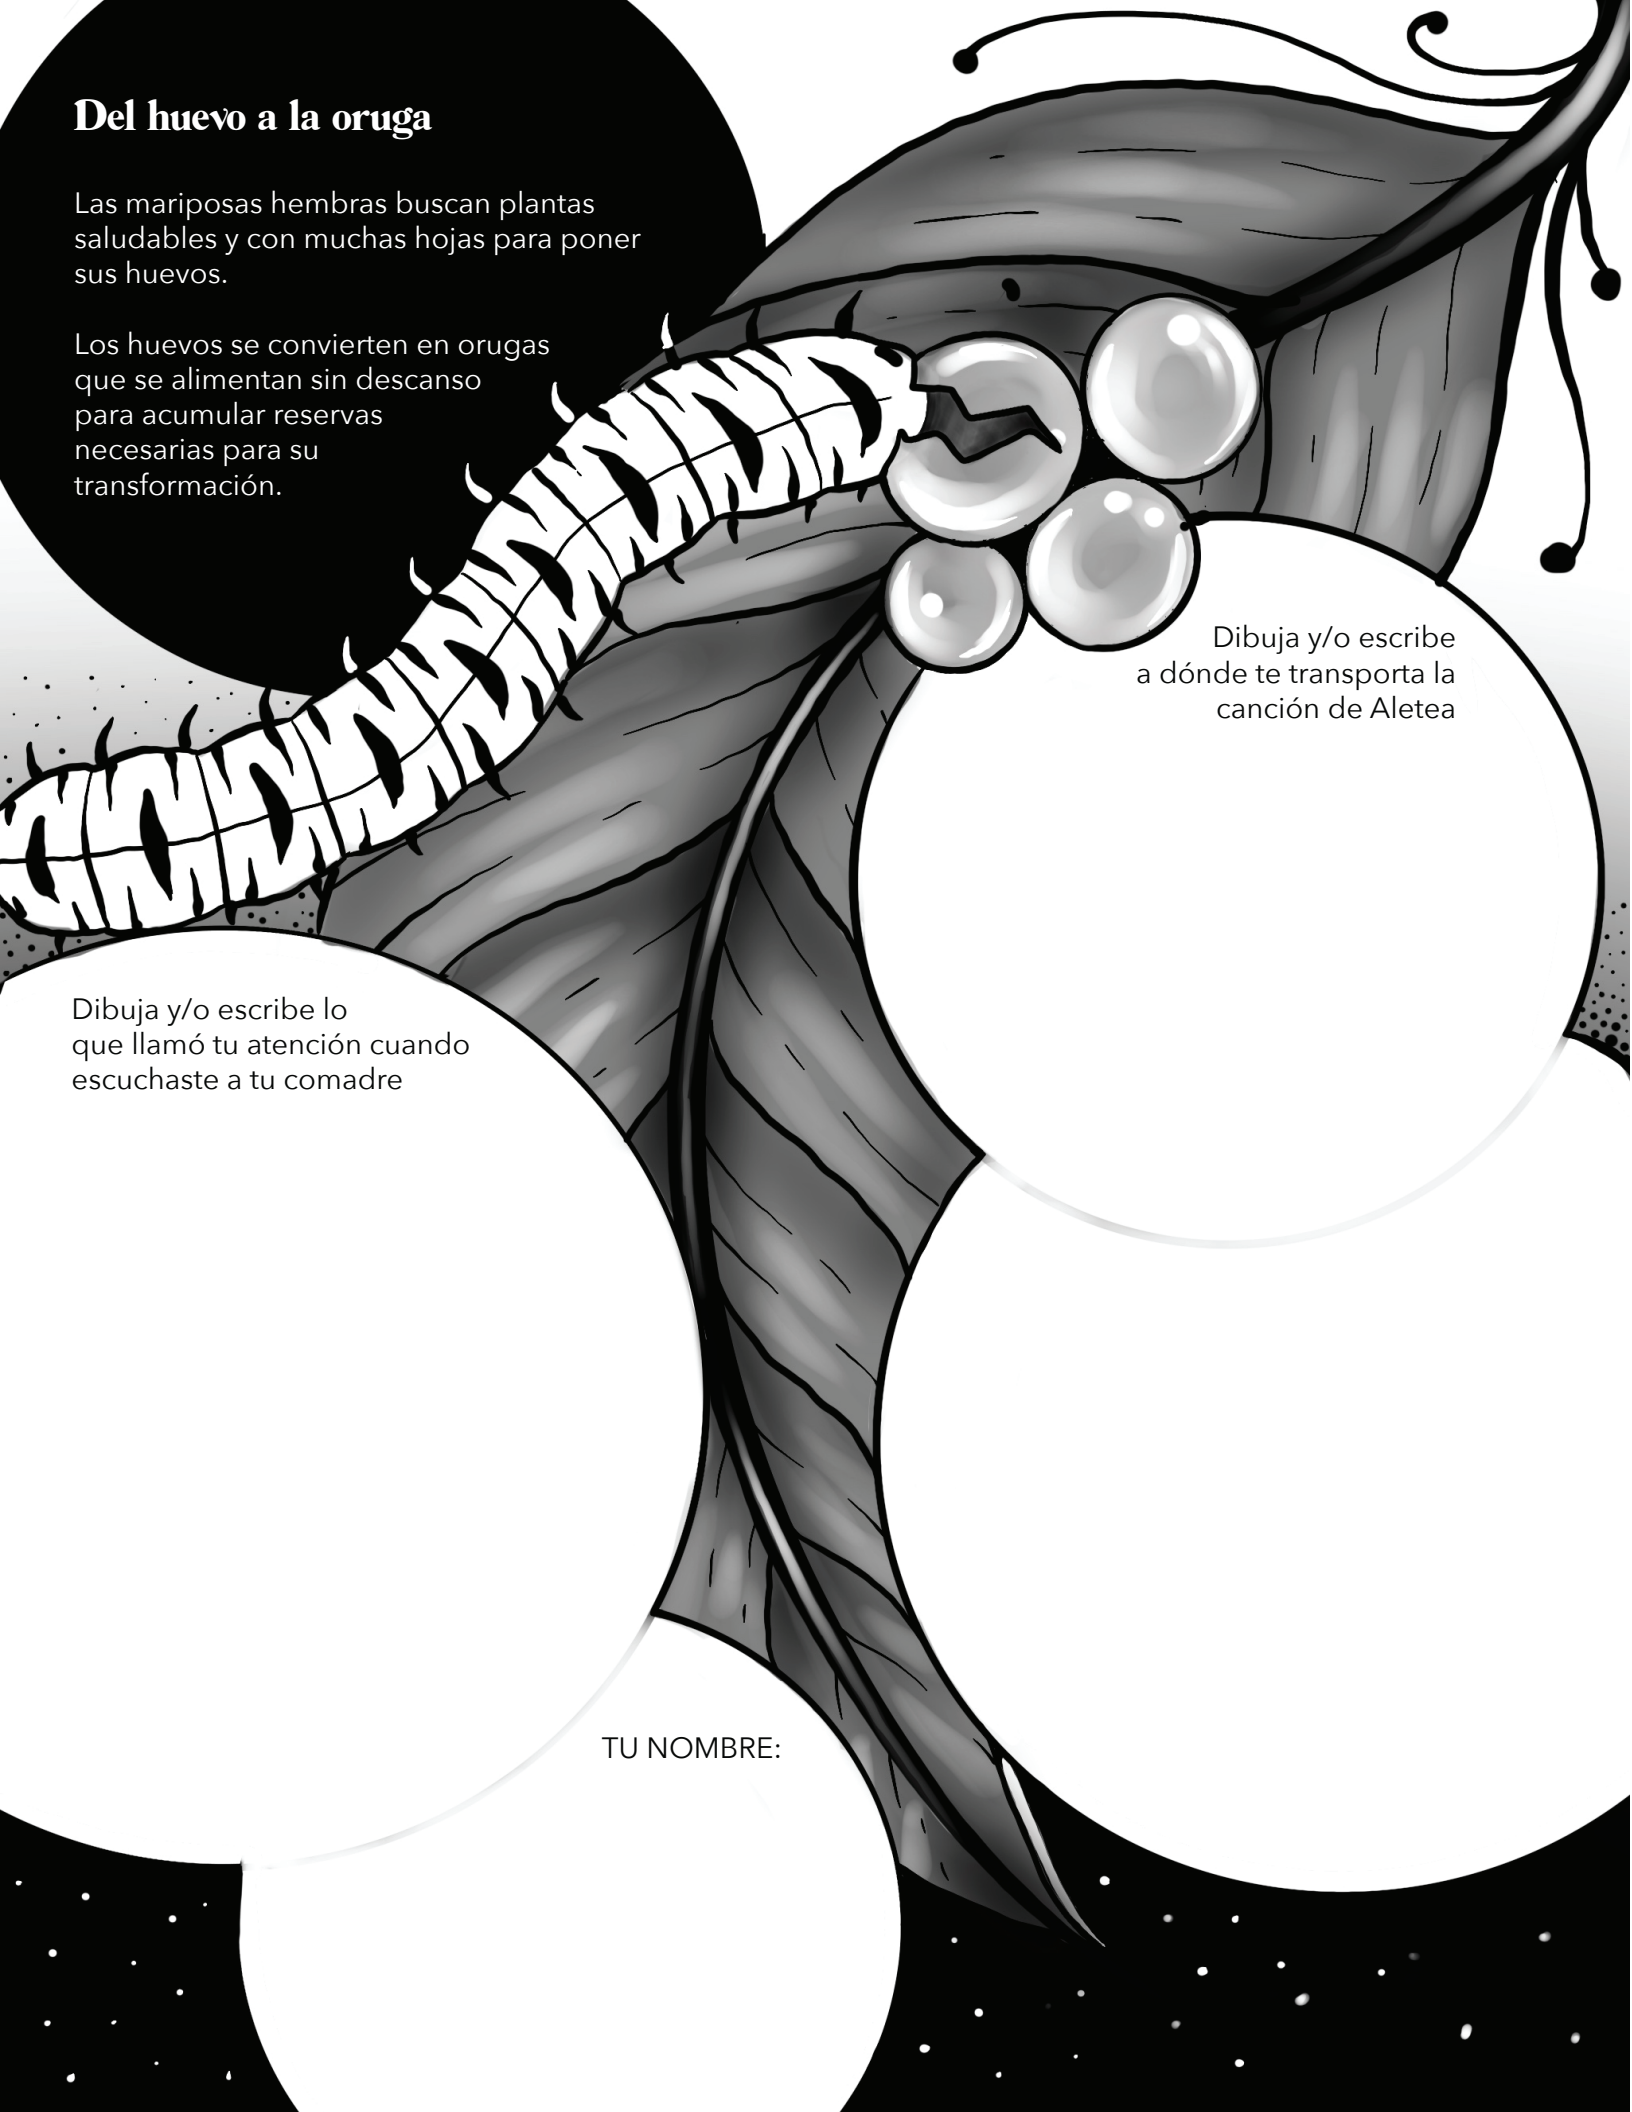 Del huevo a la oruga
Las mariposas hembras buscan plantas
saludables y con muchas hojas para poner
sus huevos.
Los huevos se convierten en orugas
que se alimentan sin descanso
para acumular reservas
necesarias para su
transformación.
Dibuja y/o escribe
a dónde te transporta la
canción de Aletea
Dibuja y/o escribe lo
que llamó tu atención cuando
escuchaste a tu comadre
TU NOMBRE: